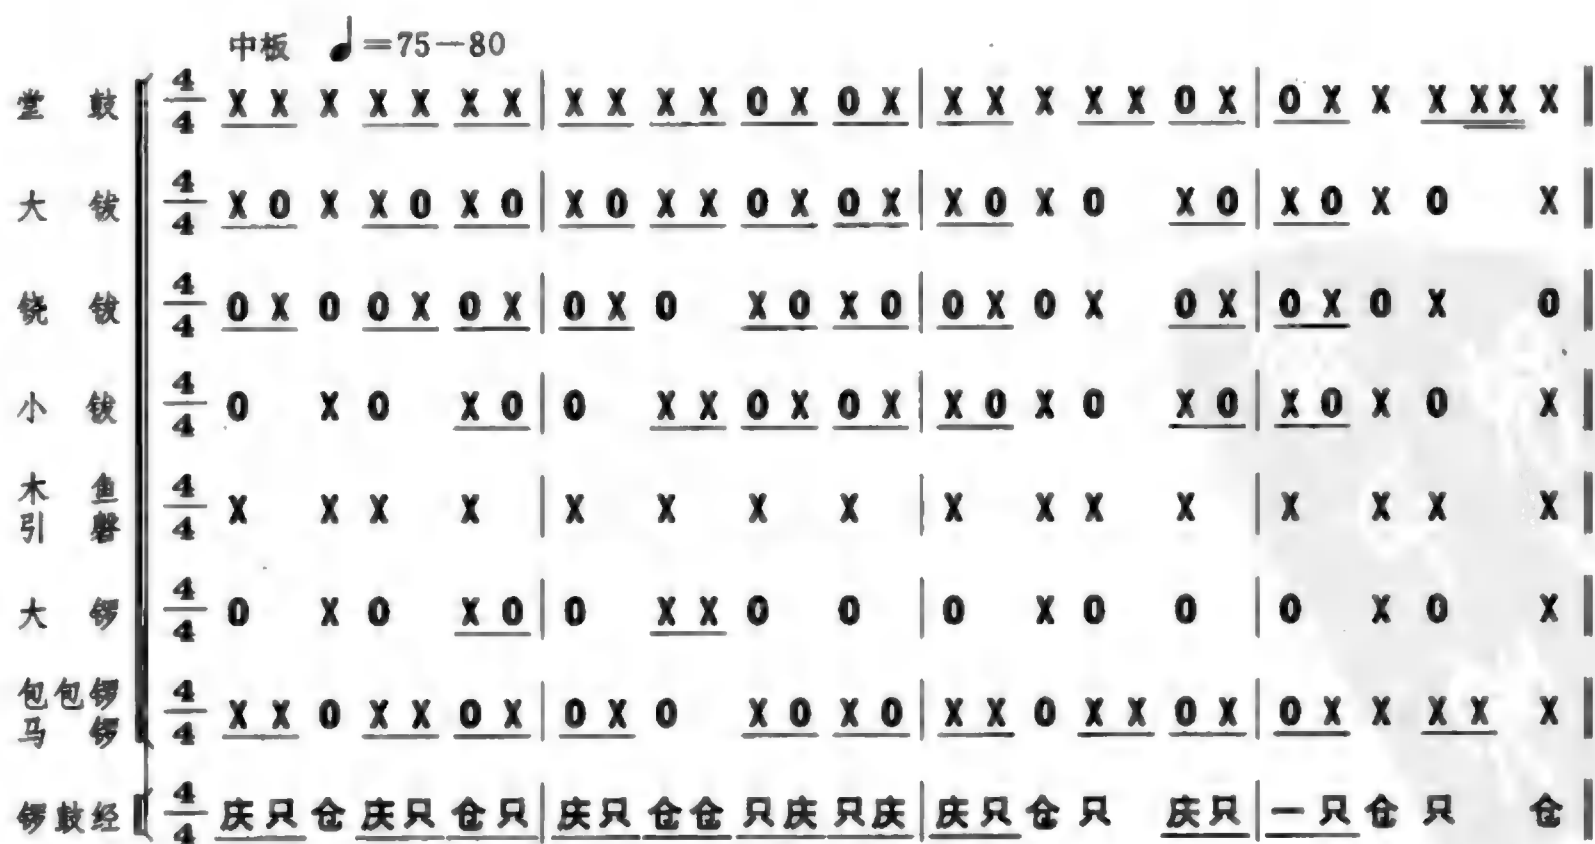 中板 ♩=75—80
堂鼓 4/4 X X X X X X X | X X X X 0 X 0 X | X X X X X 0 X | 0 X X X XX X
大钹 4/4 X 0 X X 0 X 0 | X 0 X X 0 X 0 X | X 0 X 0 X 0 | X 0 X 0 X
铙钹 4/4 0 X 0 0 X 0 X | 0 X 0 X 0 X 0 | 0 X 0 X 0 X | 0 X 0 X 0
小钹 4/4 0 X 0 X 0 | 0 X X 0 X 0 X | X 0 X 0 X 0 | X 0 X 0 X
木鱼
引磬 4/4 X X X X | X X X X | X X X X | X X X X
大锣 4/4 0 X 0 X 0 | 0 X X 0 0 | 0 X 0 0 | 0 X 0 X
包包锣
马锣 4/4 X X 0 X X 0 X | 0 X 0 X 0 X 0 | X X 0 X X 0 X | 0 X X X X X
锣鼓经 4/4 庆只仓庆只仓只 | 庆只仓仓只庆只庆 | 庆只仓只 庆只 | 一只仓只 仓